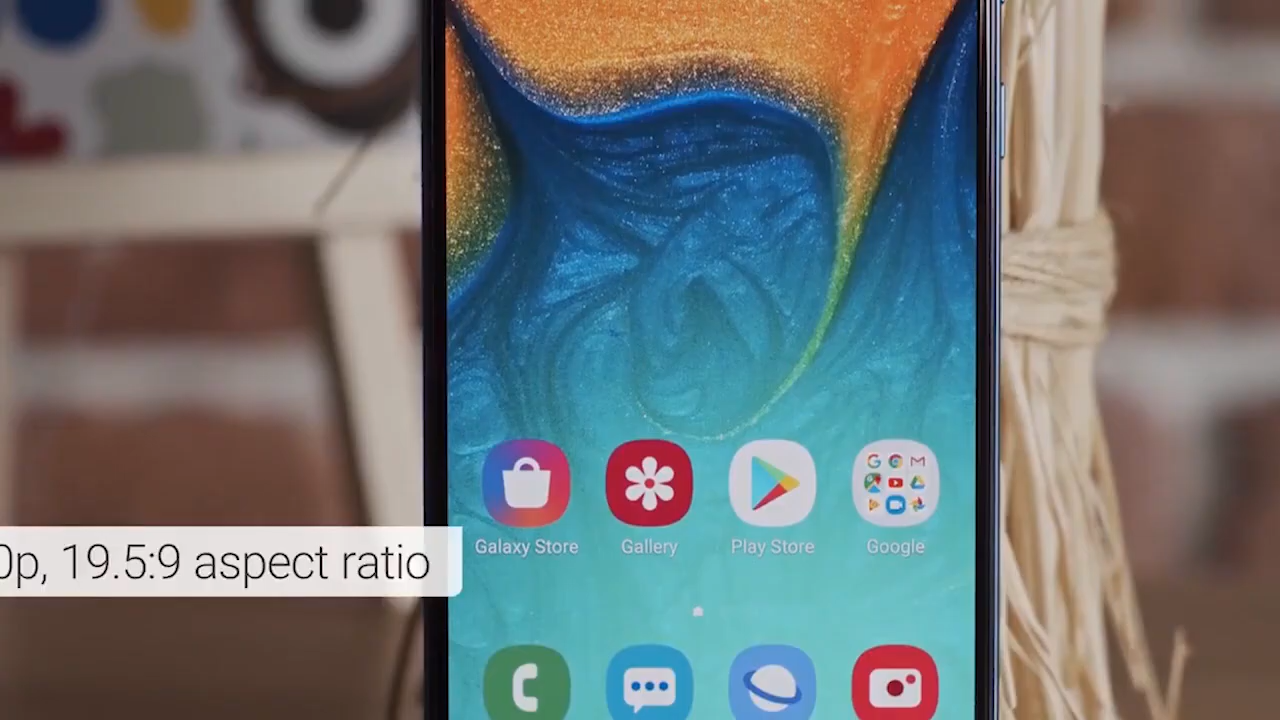 Galaxy Store
Gallery
Play Store
Google
0p, 19.5:9 aspect ratio